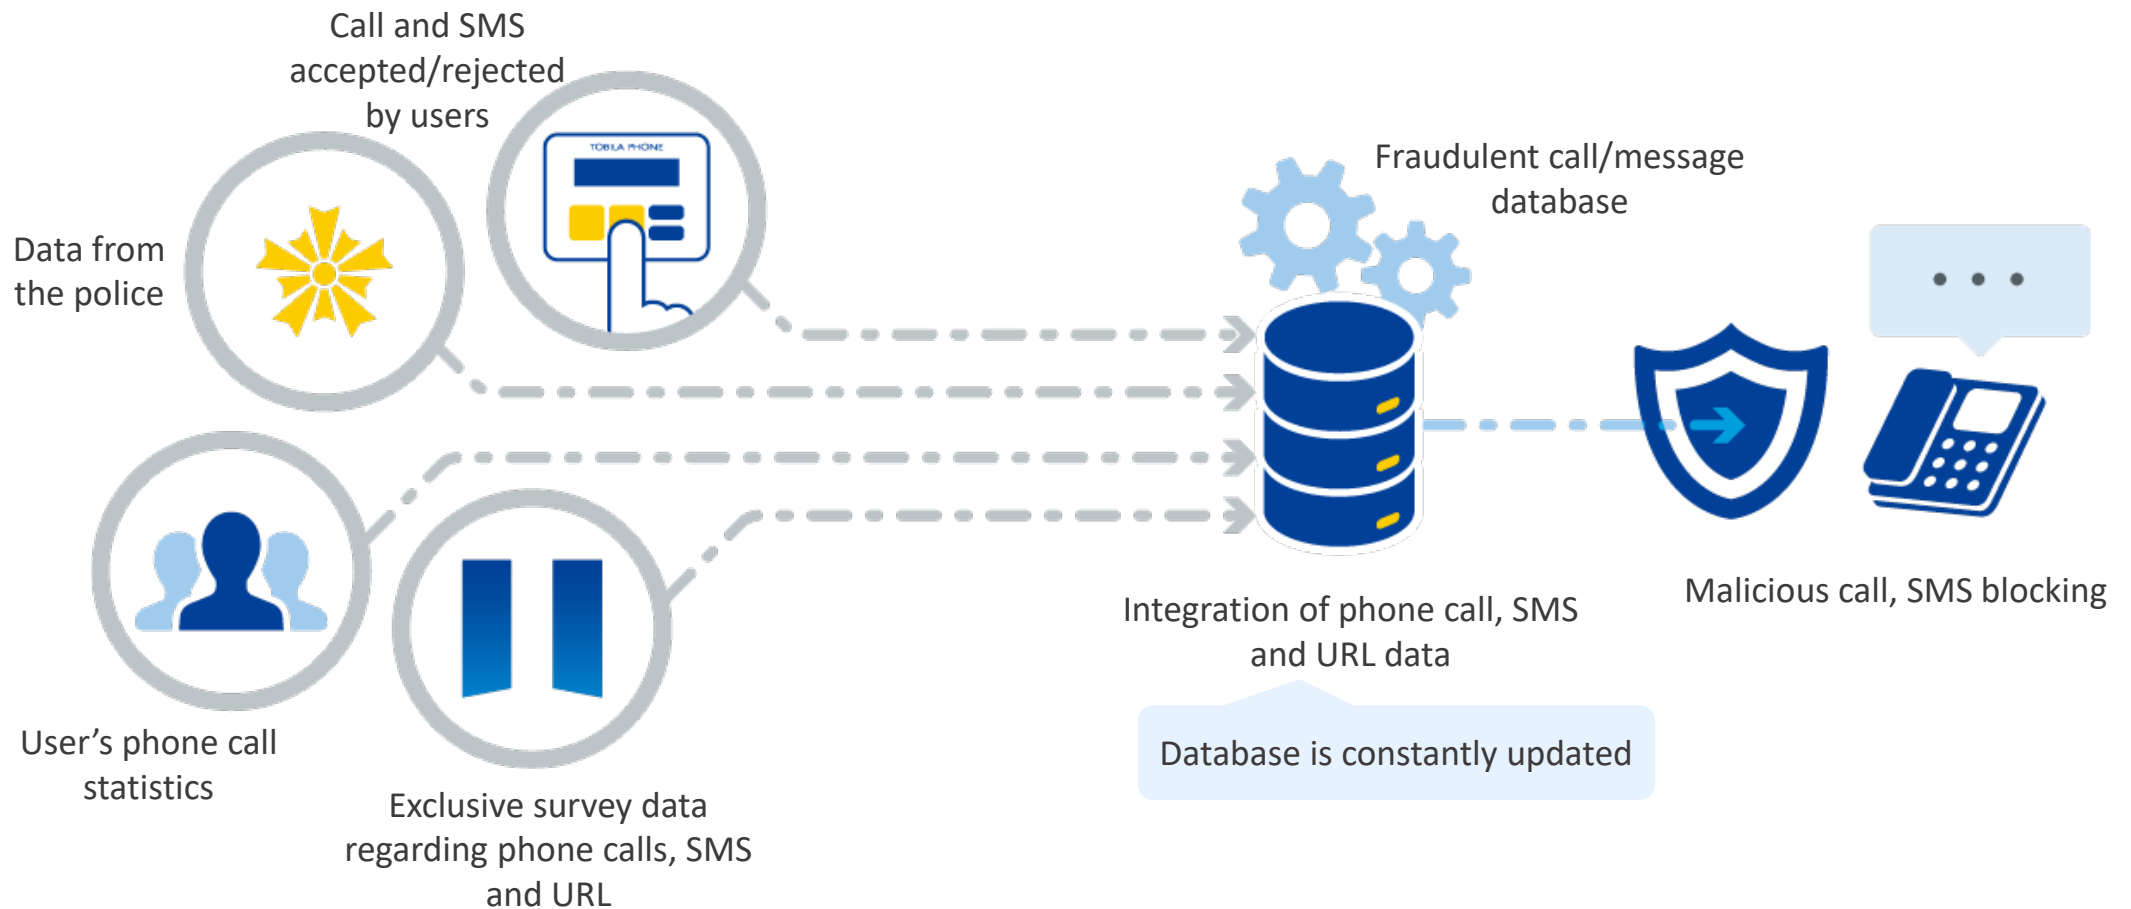 Call and SMS
accepted/rejected
by users
TOBILA PHONE
Data from
the police
Fraudulent call/message
database
User’s phone call
statistics
Exclusive survey data
regarding phone calls, SMS
and URL
Integration of phone call, SMS
and URL data
Database is constantly updated
Malicious call, SMS blocking